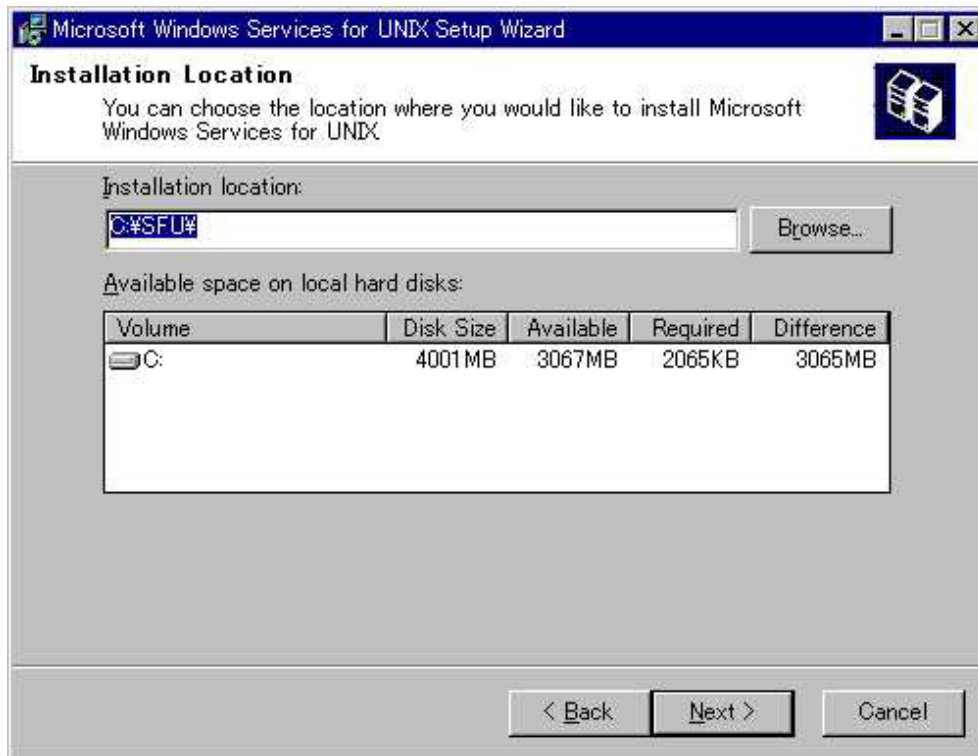 Microsoft Windows Services for UNIX Setup Wizard
Installation Location
You can choose the location where you would like to install Microsoft
Windows Services for UNIX.
Installation location:
C:¥SFU¥
Browse...
Available space on local hard disks:
Volume Disk Size Available Required Difference
C: 4001MB 3067MB 2065KB 3065MB
< Back Next > Cancel